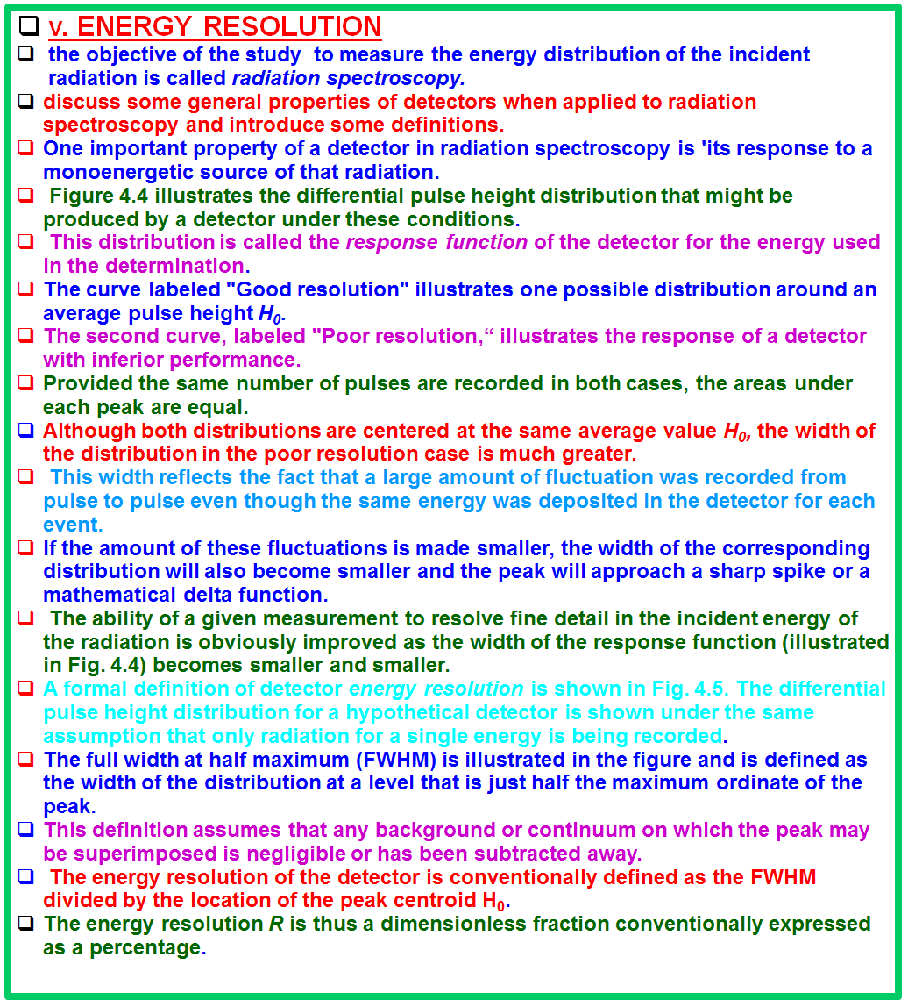 v. ENERGY RESOLUTION
the objective of the study to measure the energy distribution of the incident
radiation is called radiation spectroscopy.
discuss some general properties of detectors when applied to radiation
spectroscopy and introduce some definitions.
One important property of a detector in radiation spectroscopy is 'its response to a
monoenergetic source of that radiation.
Figure 4.4 illustrates the differential pulse height distribution that might be
produced by a detector under these conditions.
This distribution is called the response function of the detector for the energy used
in the determination.
The curve labeled "Good resolution" illustrates one possible distribution around an
average pulse height H0.
The second curve, labeled "Poor resolution,“ illustrates the response of a detector
with inferior performance.
Provided the same number of pulses are recorded in both cases, the areas under
each peak are equal.
Although both distributions are centered at the same average value H0, the width of
the distribution in the poor resolution case is much greater.
This width reflects the fact that a large amount of fluctuation was recorded from
pulse to pulse even though the same energy was deposited in the detector for each
event.
If the amount of these fluctuations is made smaller, the width of the corresponding
distribution will also become smaller and the peak will approach a sharp spike or a
mathematical delta function.
The ability of a given measurement to resolve fine detail in the incident energy of
the radiation is obviously improved as the width of the response function (illustrated
in Fig. 4.4) becomes smaller and smaller.
A formal definition of detector energy resolution is shown in Fig. 4.5. The differential
pulse height distribution for a hypothetical detector is shown under the same
assumption that only radiation for a single energy is being recorded.
The full width at half maximum (FWHM) is illustrated in the figure and is defined as
the width of the distribution at a level that is just half the maximum ordinate of the
peak.
This definition assumes that any background or continuum on which the peak may
be superimposed is negligible or has been subtracted away.
The energy resolution of the detector is conventionally defined as the FWHM
divided by the location of the peak centroid H0.
The energy resolution R is thus a dimensionless fraction conventionally expressed
as a percentage.